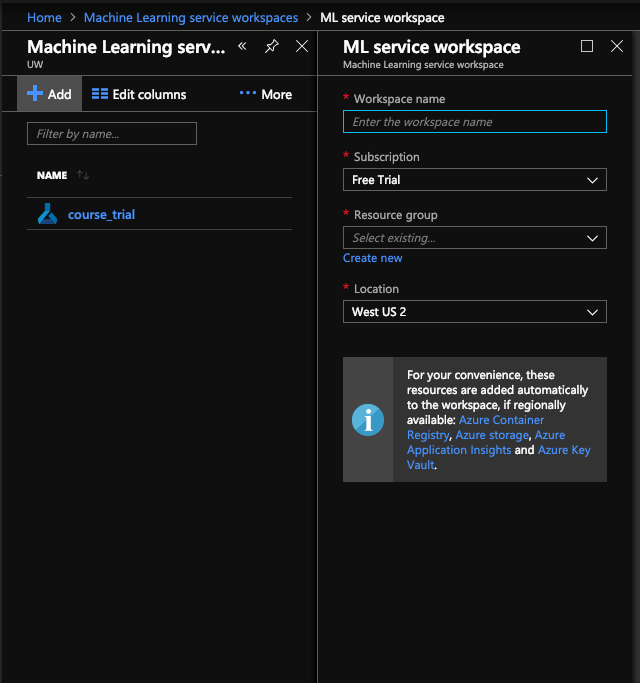 Home > Machine Learning service workspaces > ML service workspace
Machine Learning serv... «
UW
Add Edit columns ... More
Filter by name...
NAME ↑↓
course_trial
ML service workspace
Machine Learning service workspace
* Workspace name
Enter the workspace name
* Subscription
Free Trial
* Resource group
Select existing...
Create new
* Location
West US 2
For your convenience, these
resources are added automatically
to the workspace, if regionally
available: Azure Container
Registry, Azure storage, Azure
Application Insights and Azure Key
Vault.